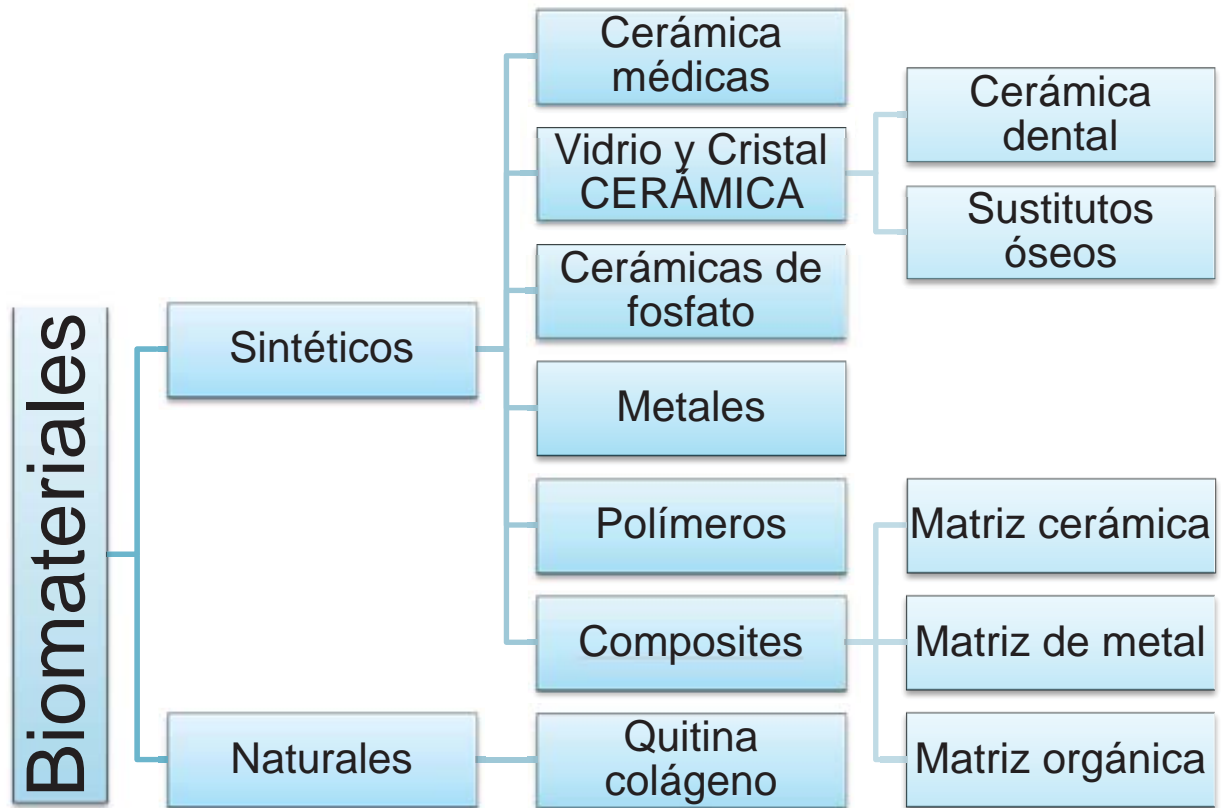 Biomateriales
Sintéticos
Cerámica
médicas
Vidrio y Cristal
CERÁMICA
Cerámica
dental
Sustitutos
óseos
Cerámicas de
fosfato
Metales
Polímeros
Composites
Matriz cerámica
Matriz de metal
Matriz orgánica
Naturales
Quitina
colágeno